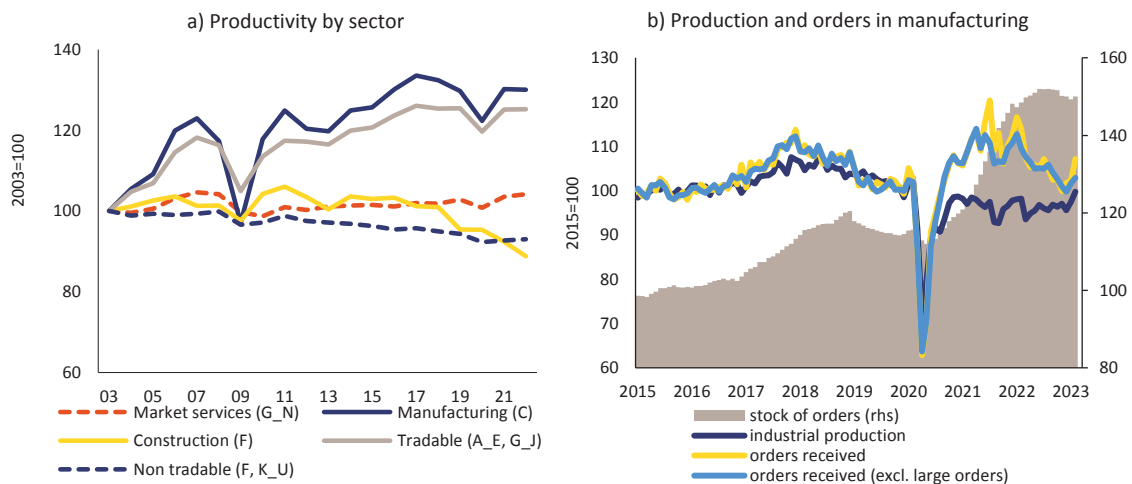 a) Productivity by sector
140
120
100
80
60
2003=100
03 05 07 09 11 13 15 17 19 21
Market services (G_N)
Manufacturing (C)
Construction (F)
Tradable (A_E, G_J)
Non tradable (F, K_U)
b) Production and orders in manufacturing
130
120
110
100
90
80
70
60
2015=100
160
140
120
100
80
2015 2016 2017 2018 2019 2020 2021 2022 2023
stock of orders (rhs)
industrial production
orders received
orders received (excl. large orders)